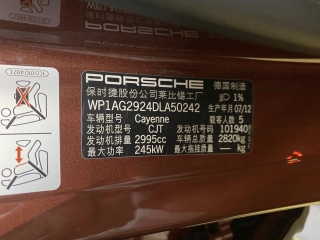 PORSCHE 德国制造
保时捷股份公司莱比锡工厂 1%
WP1AG2924DLA50242 生产年月 07/12
车辆型号 Cayenne 载客人数 5
发动机型号 CJT 发动机号码 101940
发动机排量 2995cc 车辆总质量 2820kg
最大功率 245kW 最大拖挂质量 —kg